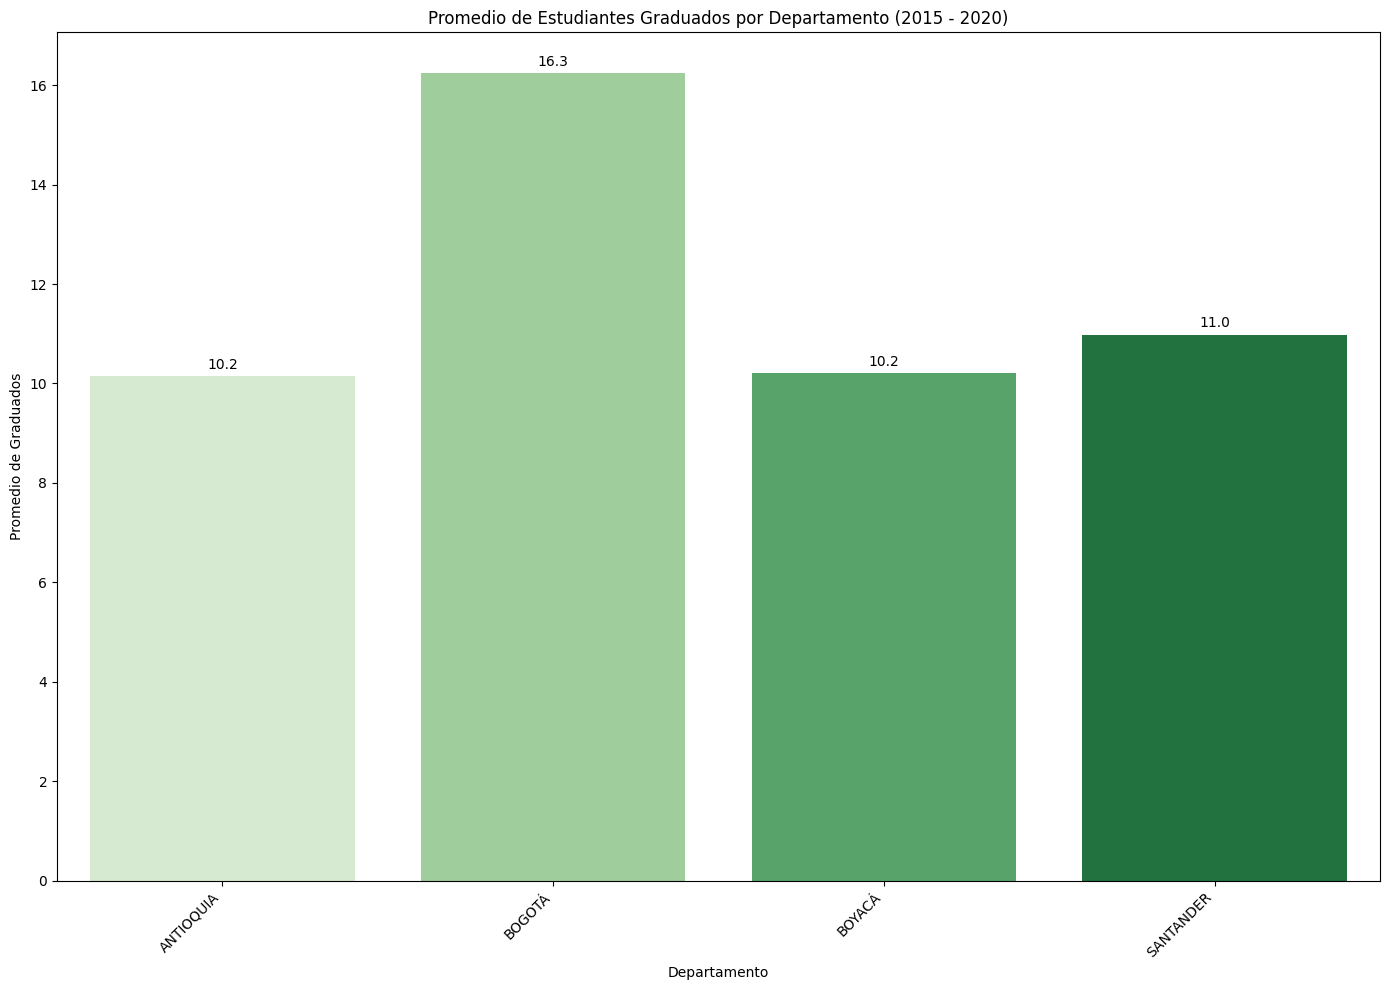 Promedio de Estudiantes Graduados por Departamento (2015 - 2020)
Promedio de Graduados
16
14
12
10
8
6
4
2
0
10.2
16.3
10.2
11.0
ANTIOQUIA
BOGOTÁ
BOYACÁ
SANTANDER
Departamento